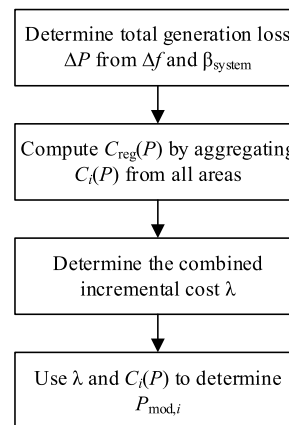 Determine total generation loss
ΔP from Δf and βsystem
Compute Creg(P) by aggregating
Ci(P) from all areas
Determine the combined
incremental cost λ
Use λ and Ci(P) to determine
Pmod,i